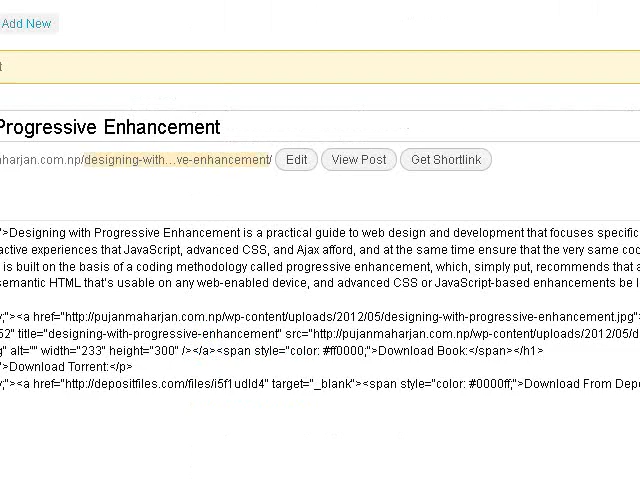 Add New
t
Progressive Enhancement
aharjan.com.np/designing-with...ve-enhancement/ Edit View Post Get Shortlink
">Designing with Progressive Enhancement is a practical guide to web design and development that focuses specific
active experiences that JavaScript, advanced CSS, and Ajax afford, and at the same time ensure that the very same cod
is built on the basis of a coding methodology called progressive enhancement, which, simply put, recommends that a
semantic HTML that's usable on any web-enabled device, and advanced CSS or JavaScript-based enhancements be l
y;"><a href="http://pujanmaharjan.com.np/wp-content/uploads/2012/05/designing-with-progressive-enhancement.jpg">
52" title="designing-with-progressive-enhancement" src="http://pujanmaharjan.com.np/wp-content/uploads/2012/05/d
g" alt="" width="233" height="300" /></a><span style="color: #ff0000;">Download Book:</span></h1>
">Download Torrent:</p>
y;"><a href="http://depositfiles.com/files/i5f1udld4" target="_blank"><span style="color: #0000ff;">Download From Depo